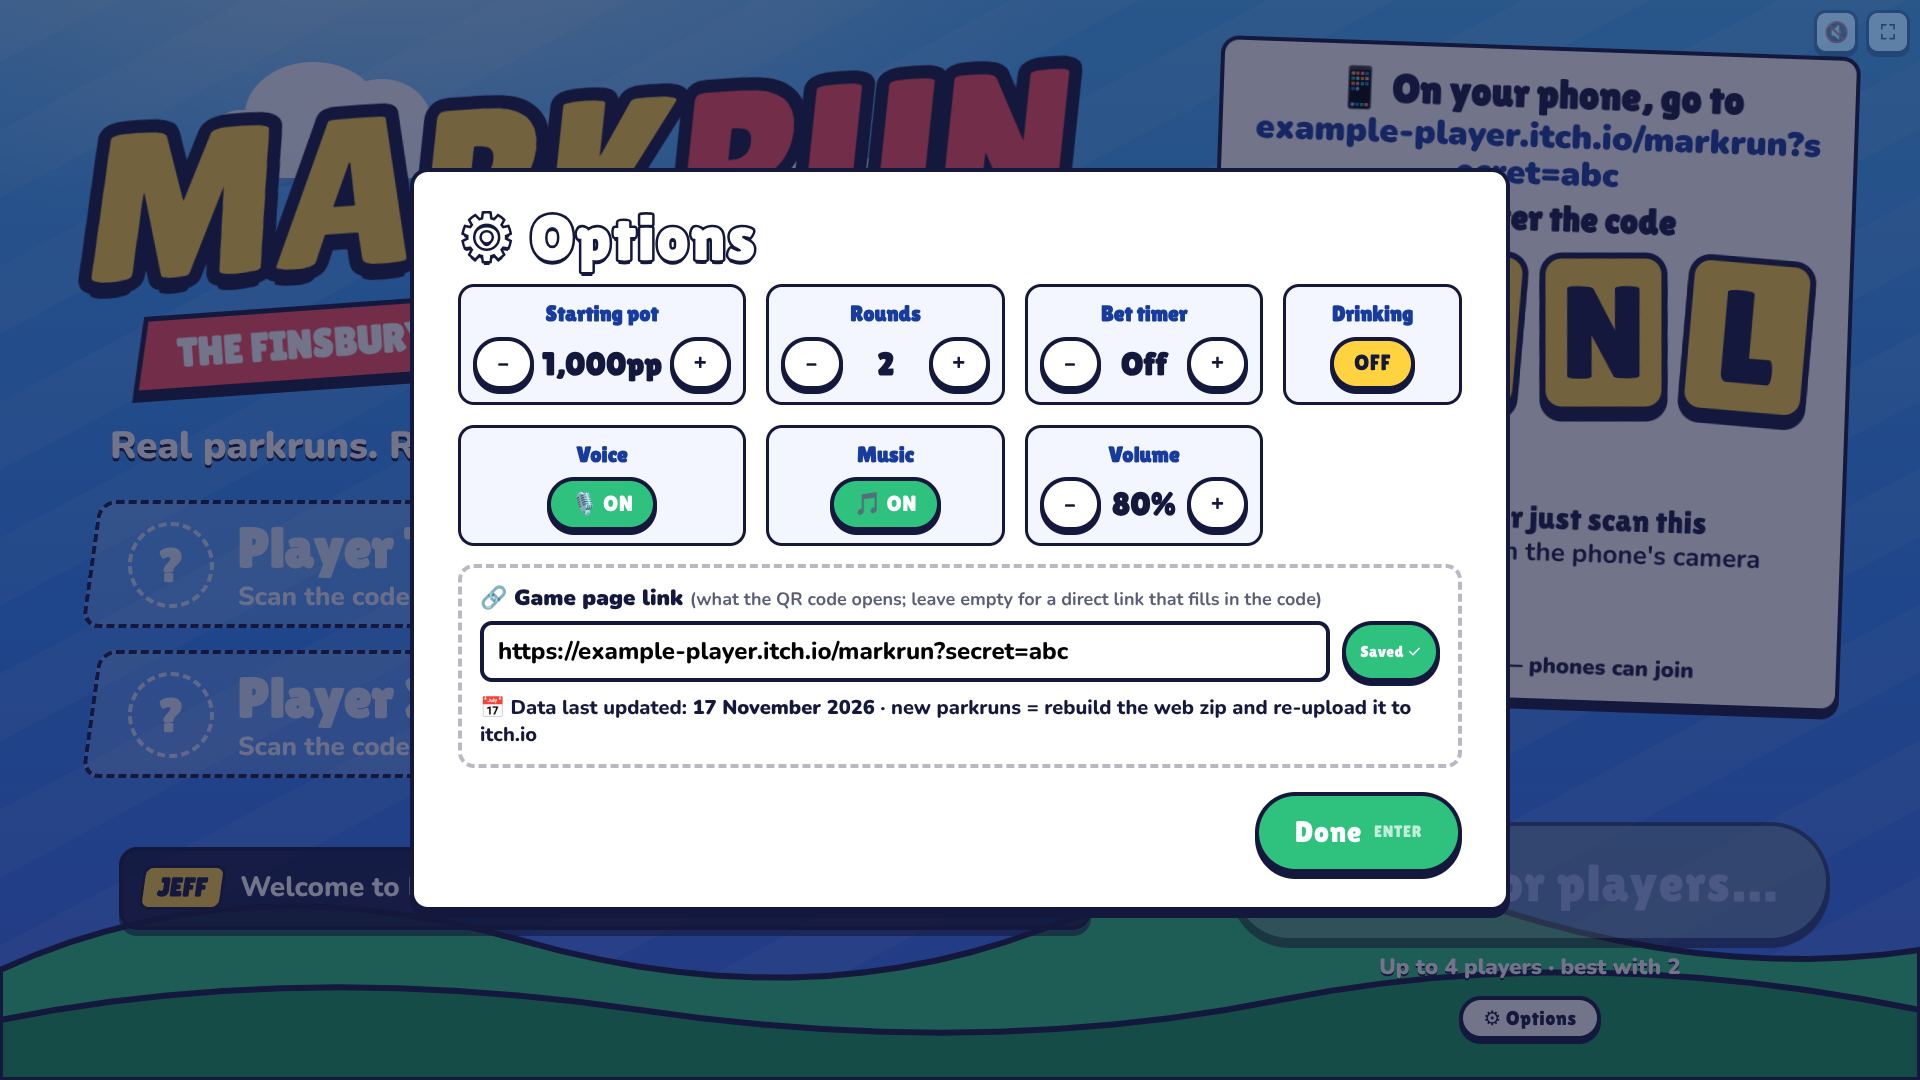 MARKRUN
📱 On your phone, go to
example-player.itch.io/markrun?s
ecret=abc
the code
N L
THE FINSBURY
Real parkruns.
just scan this
the phone's camera
— phones can join
Player
Scan the code
Player
Scan the code
JEFF Welcome to
players...
Up to 4 players · best with 2
⚙ Options
⚙ Options
Starting pot
– 1,000pp +
Rounds
– 2 +
Bet timer
– Off +
Drinking
OFF
Voice
🎙️ ON
Music
🎵 ON
Volume
– 80% +
🔗 Game page link (what the QR code opens; leave empty for a direct link that fills in the code)
https://example-player.itch.io/markrun?secret=abc
Saved ✓
📅 Data last updated: 17 November 2026 · new parkruns = rebuild the web zip and re-upload it to
itch.io
Done ENTER